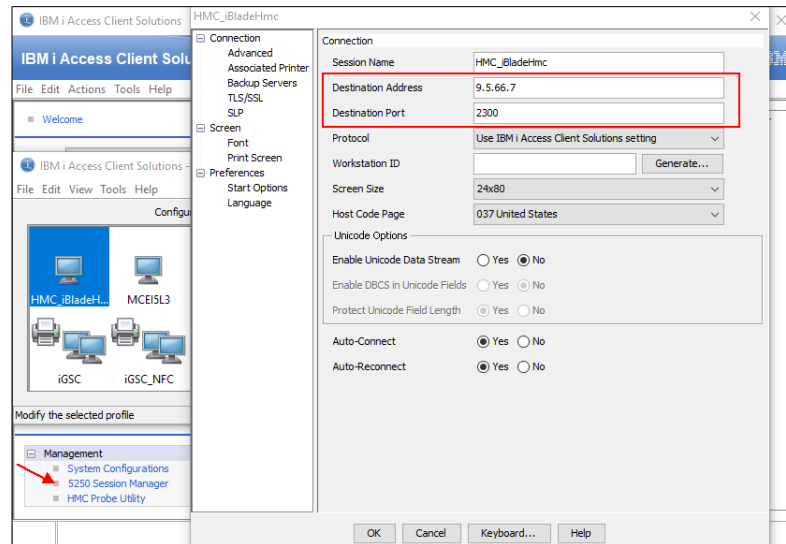 IBM i Access Client Solutions
IBM i Access Client Solu
File Edit Actions Tools Help
Welcome
IBM i Access Client Solutions -
File Edit View Tools Help
Configu
HMC_iBladeH...
MCEI5L3
iGSC
iGSC_NFC
Modify the selected profile
Management
System Configurations
5250 Session Manager
HMC Probe Utility
HMC_iBladeHmc
Connection
Advanced
Associated Printer
Backup Servers
TLS/SSL
SLP
Screen
Font
Print Screen
Preferences
Start Options
Language
Connection
Session Name HMC_iBladeHmc
Destination Address 9.5.66.7
Destination Port 2300
Protocol Use IBM i Access Client Solutions setting
Workstation ID Generate...
Screen Size 24x80
Host Code Page 037 United States
Unicode Options
Enable Unicode Data Stream Yes No
Enable DBCS in Unicode Fields Yes No
Protect Unicode Field Length Yes No
Auto-Connect Yes No
Auto-Reconnect Yes No
OK Cancel Keyboard... Help